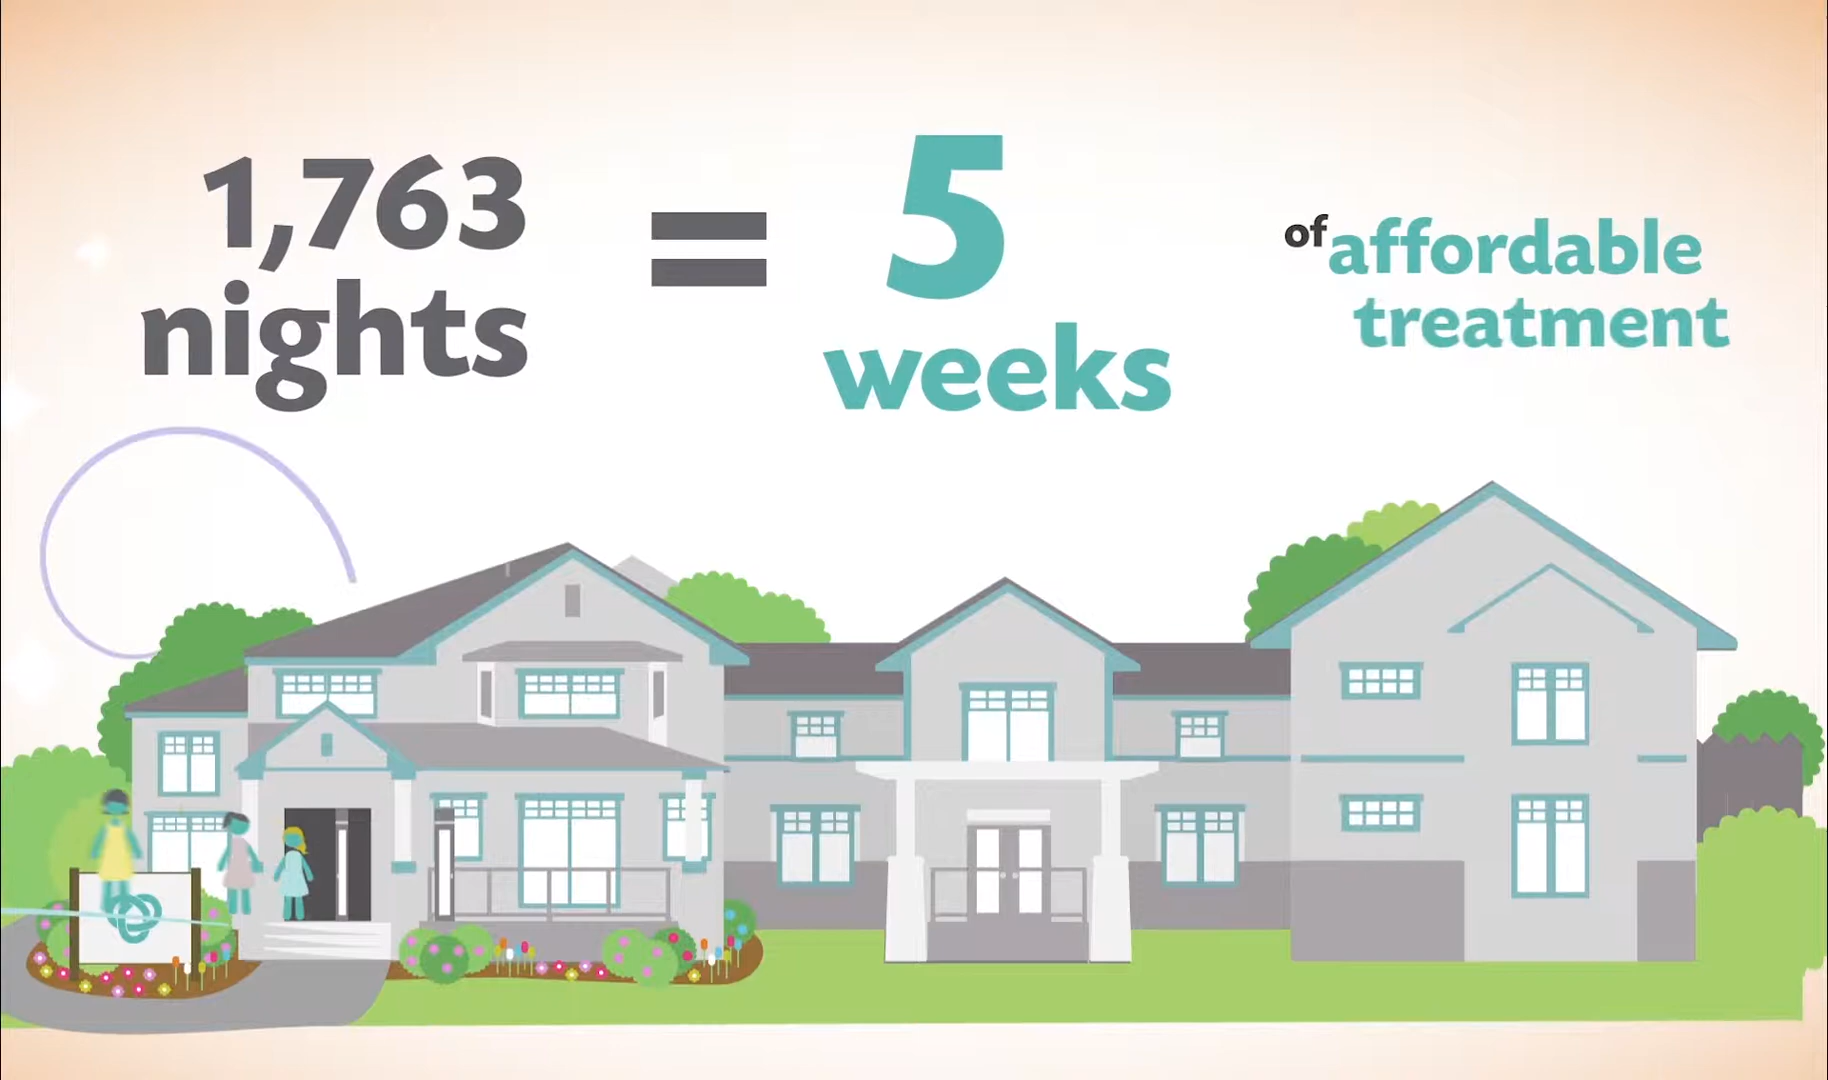 1,763
nights
=
5
weeks
of affordable
treatment